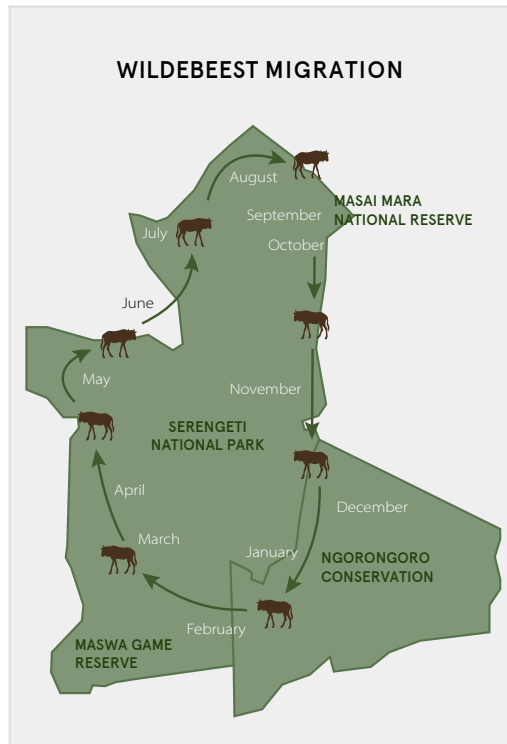 WILDEBEEST MIGRATION
August
MASAI MARA
NATIONAL RESERVE
September
July
October
June
May
November
SERENGETI
NATIONAL PARK
April
December
March
January
NGORONGORO
CONSERVATION
February
MASWA GAME
RESERVE